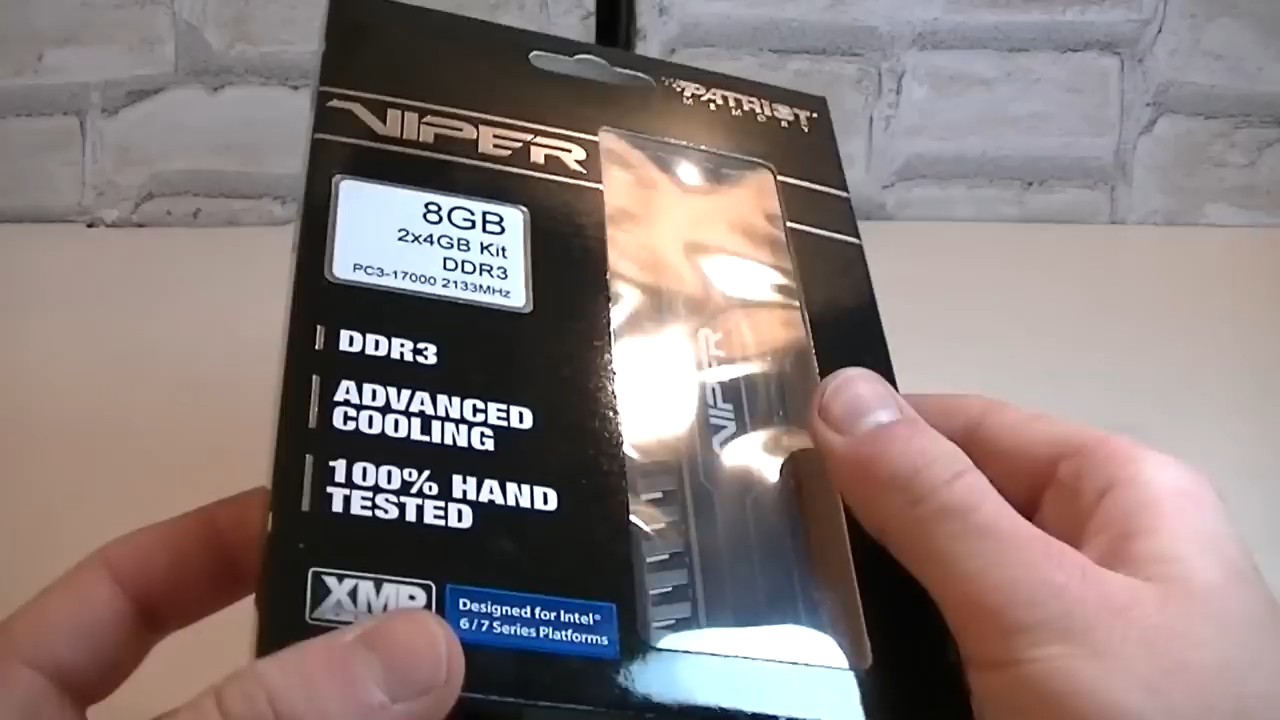 PATRIOT
MEMORY
VIPER
8GB
2x4GB Kit
DDR3
PC3-17000 2133MHz
DDR3
ADVANCED
COOLING
100% HAND
TESTED
VIPER
XMP
Designed for Intel®
6 / 7 Series Platforms